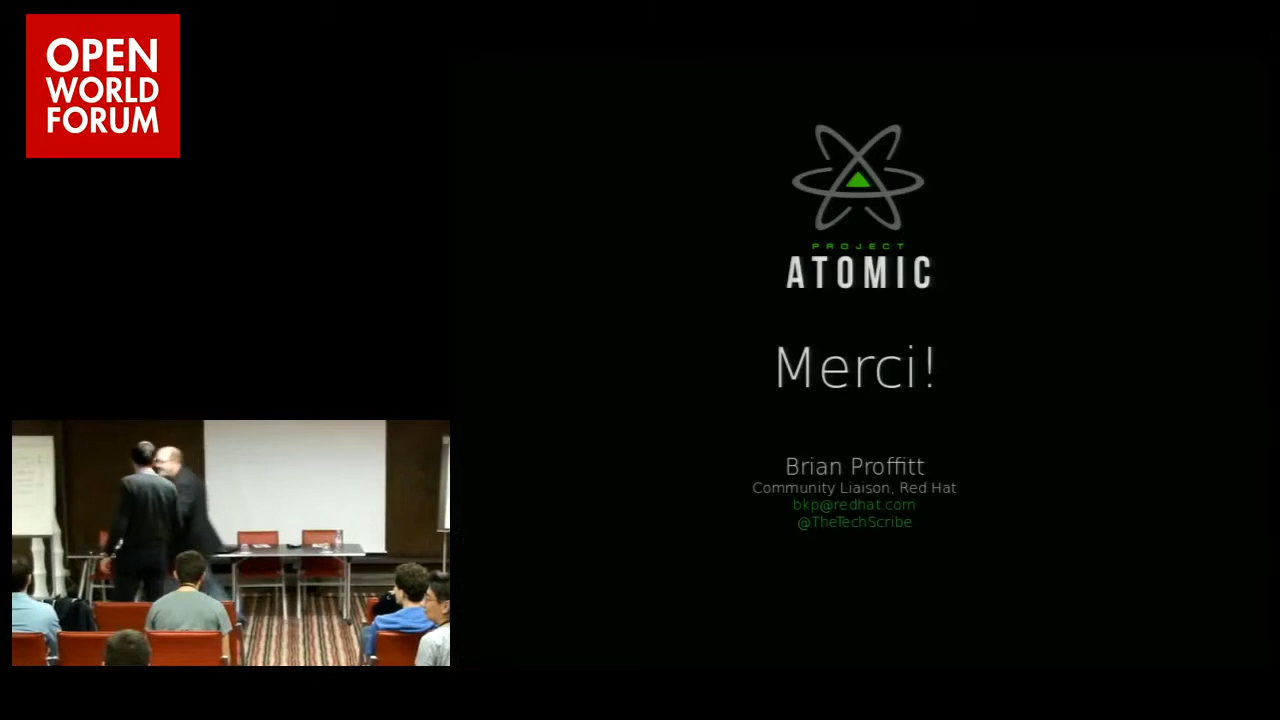 OPEN
WORLD
FORUM
PROJECT
ATOMIC
Merci!
Brian Proffitt
Community Liaison, Red Hat
bkp@redhat.com
@TheTechScribe